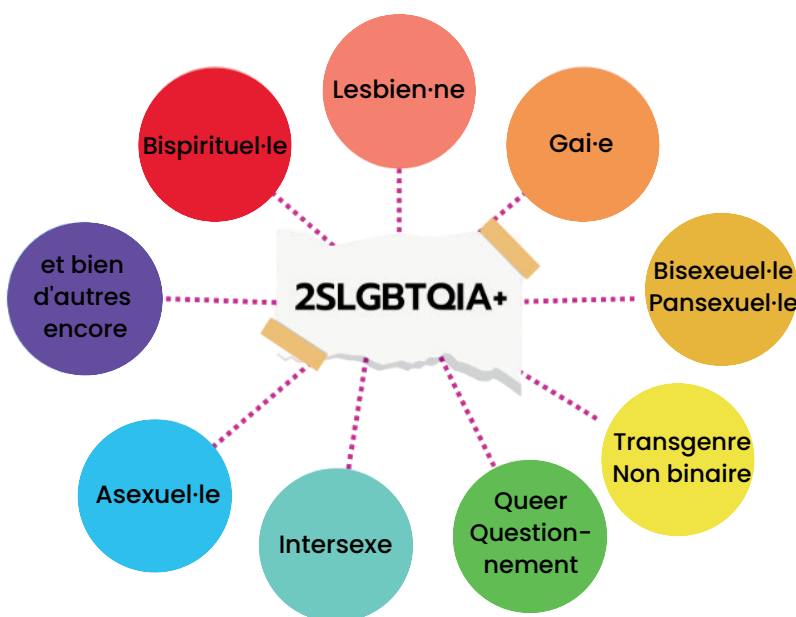 Lesbien·ne
Bispirituel·le
Gai·e
et bien
d'autres
encore
2SLGBTQIA+
Bisexeuel·le
Pansexuel·le
Transgenre
Non binaire
Asexuel·le
Queer
Question-
nement
Intersexe